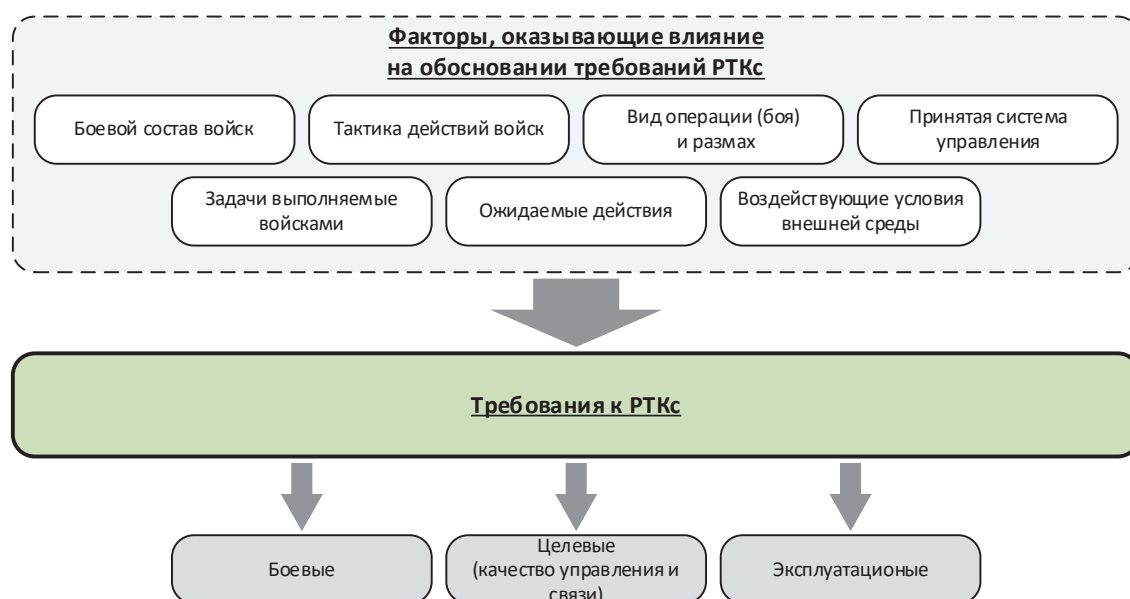 Факторы, оказывающие влияние
на обосновании требований РТКс
Боевой состав войск
Тактика действий войск
Вид операции (боя)
и размах
Принятая система
управления
Задачи выполняемые
войсками
Ожидаемые действия
Воздействующие условия
внешней среды
Требования к РТКс
Боевые
Целевые
(качество управления и
связи)
Эксплуатационые